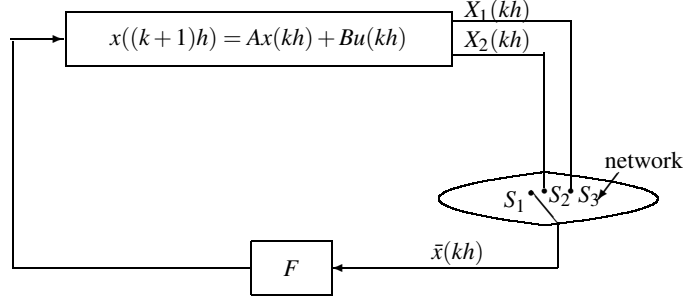 X₁(kh)
x((k+1)h) = Ax(kh) + Bu(kh)
X₂(kh)
network
S₁ S₂ S₃
x̄(kh)
F